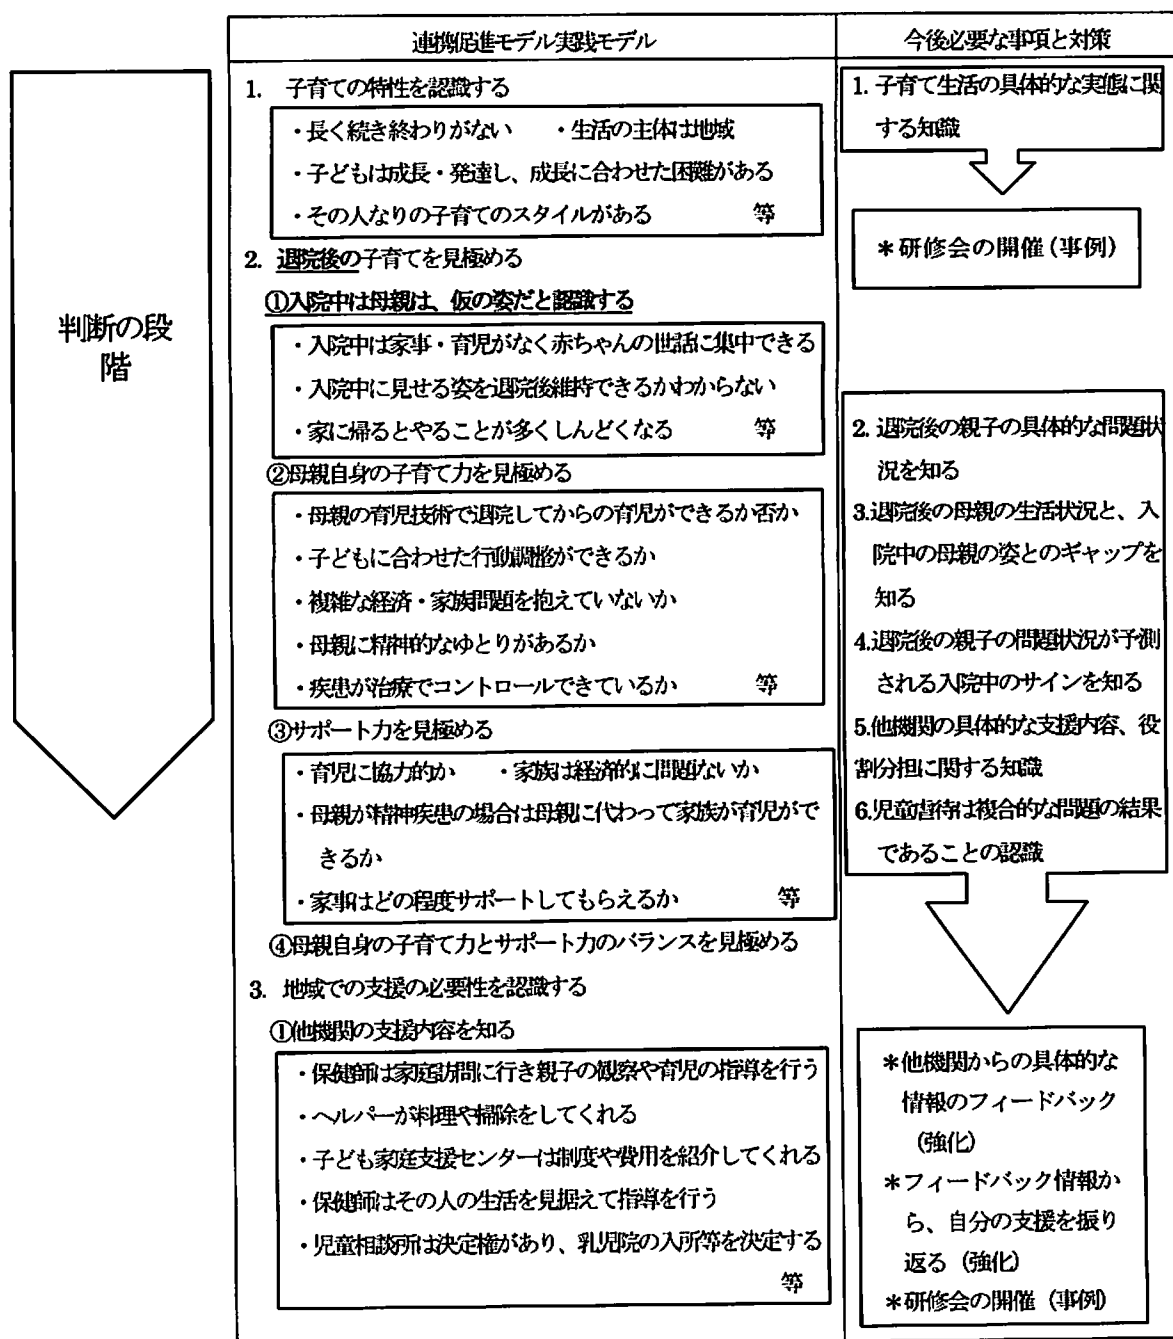 連携促進モデル実践モデル
今後必要な事項と対策
判断の段
階
1. 子育ての特性を認識する
・長く続き終わりがない ・生活の主体は地域
・子どもは成長・発達し、成長に合わせた困難がある
・その人なりの子育てのスタイルがある 等
2. 退院後の子育てを見極める
①入院中は母親は、仮の姿だと認識する
・入院中は家事・育児がなく赤ちゃんの世話に集中できる
・入院中に見せる姿を退院後維持できるかわからない
・家に帰るとやることが多くしんどくなる 等
②母親自身の子育て力を見極める
・母親の育児技術で退院してからの育児ができるか否か
・子どもに合わせた行動調整ができるか
・複雑な経済・家族問題を抱えていないか
・母親に精神的なゆとりがあるか
・疾患が治療でコントロールできているか 等
③サポート力を見極める
・育児に協力的か ・家族は経済的に問題ないか
・母親が精神疾患の場合は母親に代わって家族が育児がで
きるか
・家事はどの程度サポートしてもらえるか 等
④母親自身の子育て力とサポート力のバランスを見極める
3. 地域での支援の必要性を認識する
①他機関の支援内容を知る
・保健師は家庭訪問に行き親子の観察や育児の指導を行う
・ヘルパーが料理や掃除をしてくれる
・子ども家庭支援センターは制度や費用を紹介してくれる
・保健師はその人の生活を見据えて指導を行う
・児童相談所は決定権があり、乳児院の入所等を決定する
等
1. 子育て生活の具体的な実態に関
する知識
＊研修会の開催（事例）
2. 退院後の親子の具体的な問題状
況を知る
3.退院後の母親の生活状況と、入
院中の母親の姿とのギャップを
知る
4.退院後の親子の問題状況が予測
される入院中のサインを知る
5.他機関の具体的な支援内容、役
割分担に関する知識
6.児童虐待は複合的な問題の結果
であることの認識
＊他機関からの具体的な
情報のフィードバック
（強化）
＊フィードバック情報か
ら、自分の支援を振り
返る（強化）
＊研修会の開催（事例）